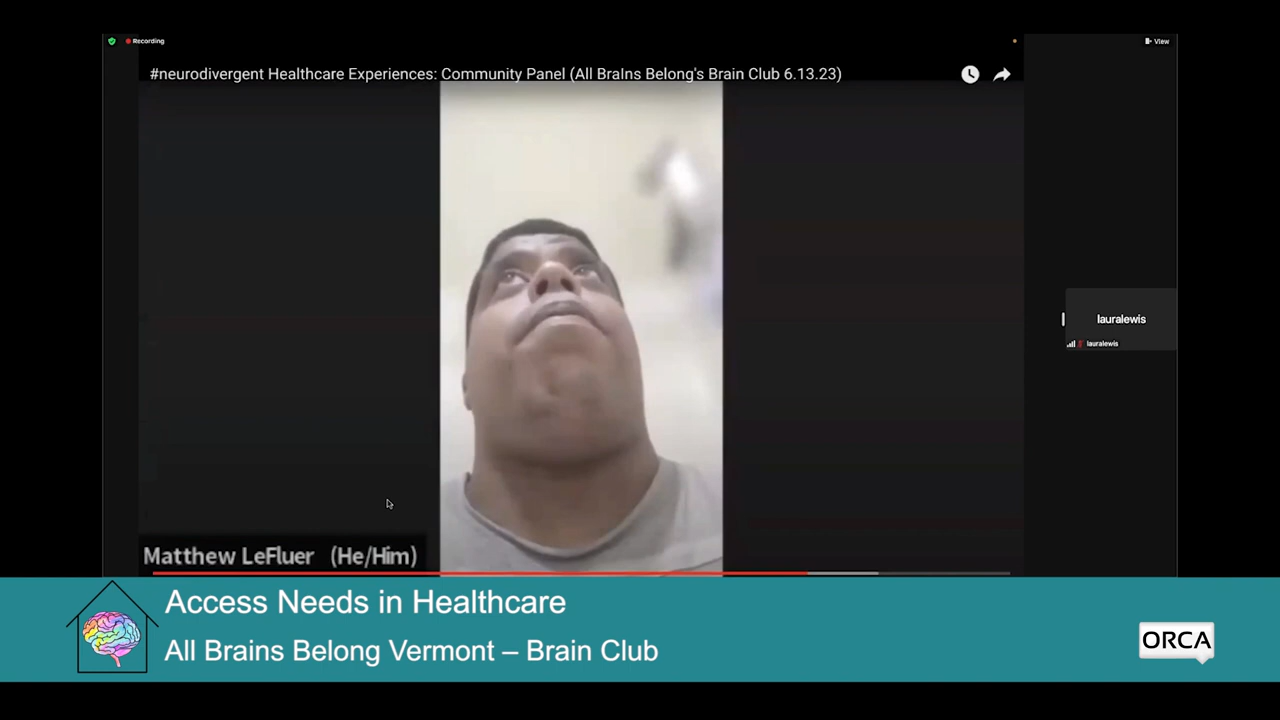 Recording
View
#neurodivergent Healthcare Experiences: Community Panel (All BraIns Belong's Brain Club 6.13.23)
lauralewis
lauralewis
Matthew LeFluer (He/Him)
Access Needs in Healthcare
All Brains Belong Vermont – Brain Club
ORCA